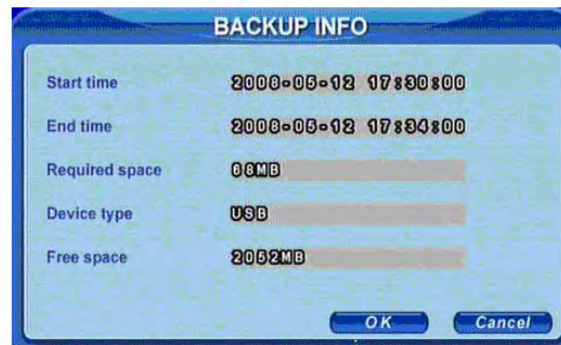 BACKUP INFO
Start time 2008-05-12 17:30:00
End time 2008-05-12 17:34:00
Required space 68MB
Device type USB
Free space 2052MB
OK Cancel